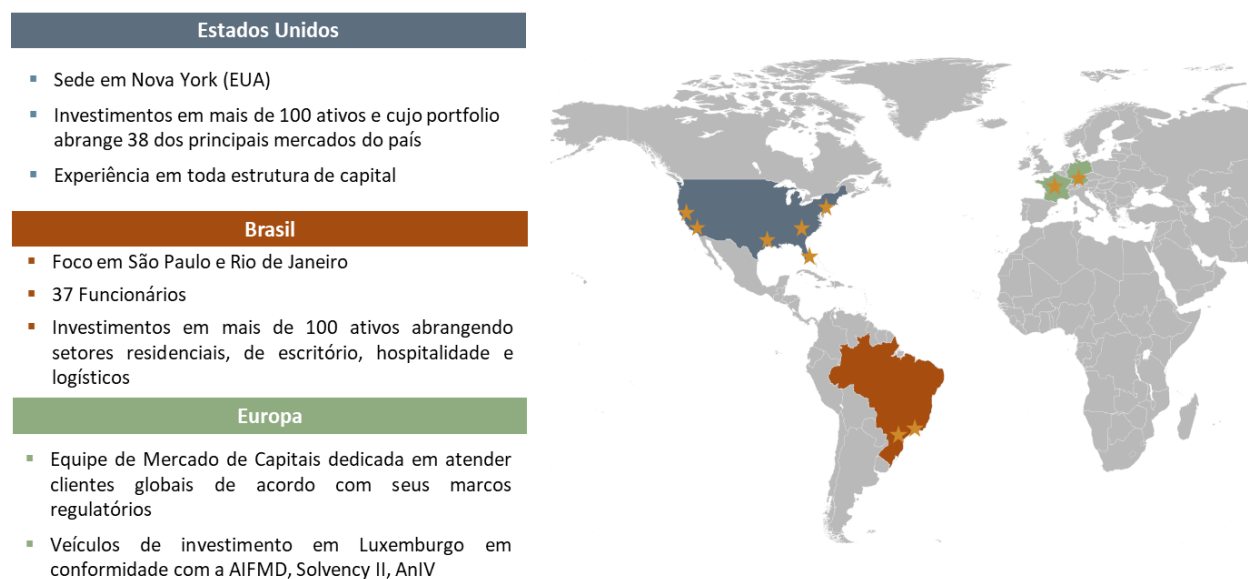 Estados Unidos
Sede em Nova York (EUA)
Investimentos em mais de 100 ativos e cujo portfolio
abrange 38 dos principais mercados do país
Experiência em toda estrutura de capital
Brasil
Foco em São Paulo e Rio de Janeiro
37 Funcionários
Investimentos em mais de 100 ativos abrangendo
setores residenciais, de escritório, hospitalidade e
logísticos
Europa
Equipe de Mercado de Capitais dedicada em atender
clientes globais de acordo com seus marcos
regulatórios
Veículos de investimento em Luxemburgo em
conformidade com a AIFMD, Solvency II, AnIV